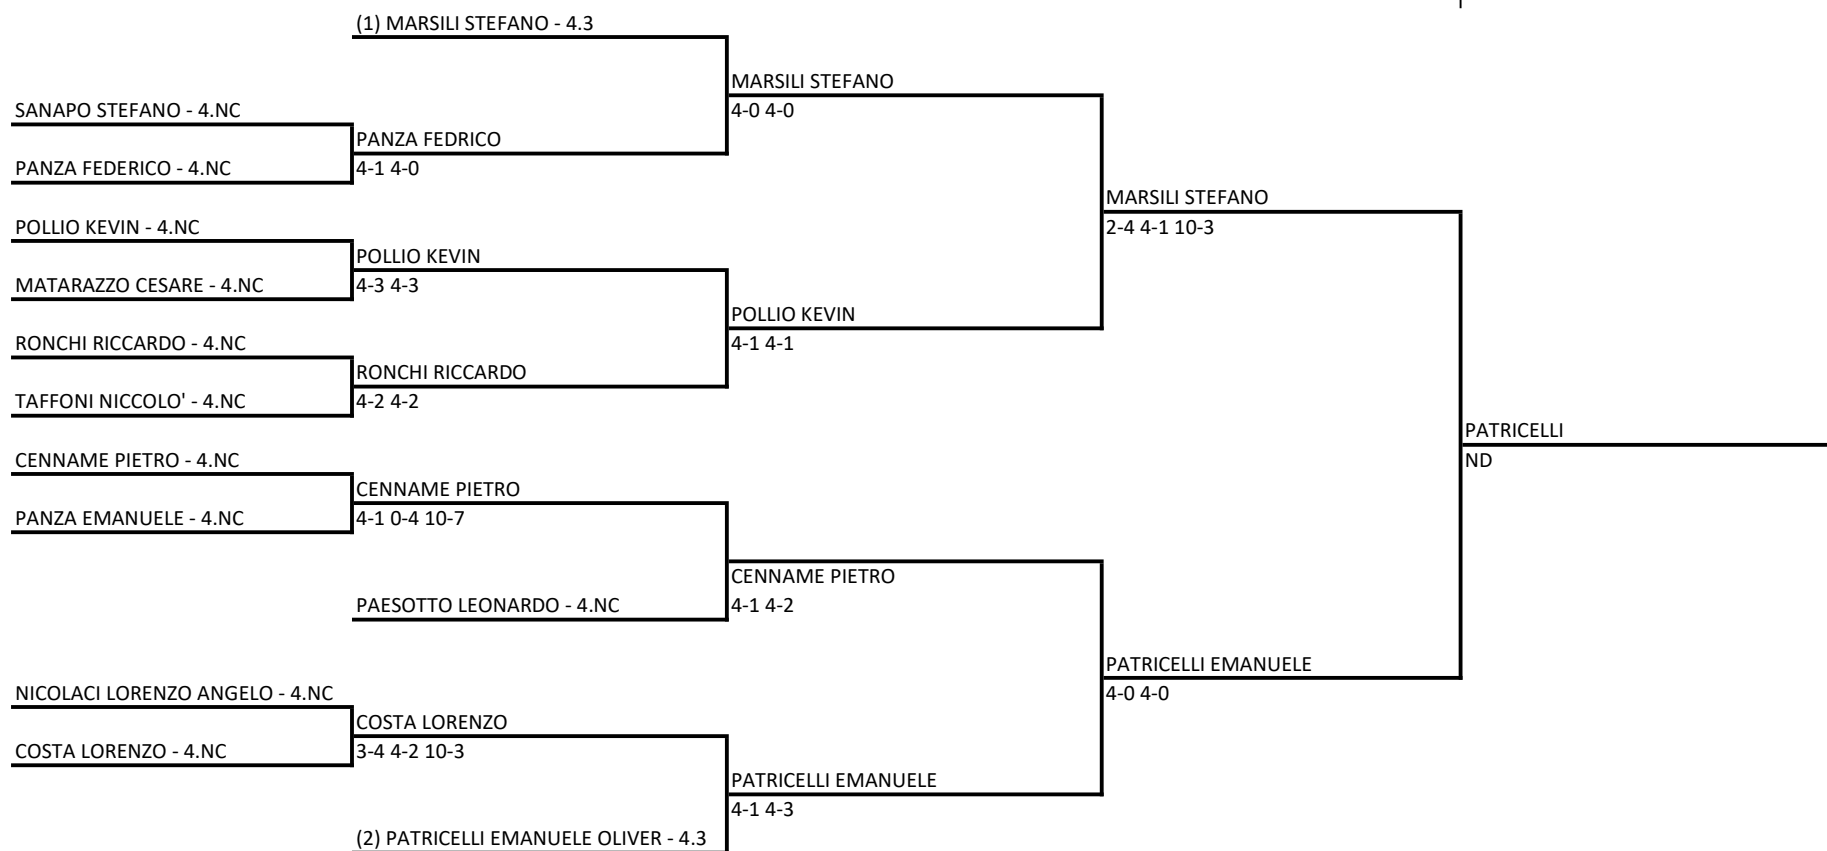 (1) MARSILI STEFANO - 4.3
MARSILI STEFANO
4-0 4-0
SANAPO STEFANO - 4.NC
PANZA FEDRICO
4-1 4-0
PANZA FEDERICO - 4.NC
MARSILI STEFANO
2-4 4-1 10-3
POLLIO KEVIN - 4.NC
POLLIO KEVIN
4-3 4-3
MATARAZZO CESARE - 4.NC
POLLIO KEVIN
4-1 4-1
RONCHI RICCARDO - 4.NC
RONCHI RICCARDO
4-2 4-2
TAFFONI NICCOLO' - 4.NC
PATRICELLI
ND
CENNAME PIETRO - 4.NC
CENNAME PIETRO
4-1 0-4 10-7
PANZA EMANUELE - 4.NC
CENNAME PIETRO
4-1 4-2
PAESOTTO LEONARDO - 4.NC
PATRICELLI EMANUELE
4-0 4-0
NICOLACI LORENZO ANGELO - 4.NC
COSTA LORENZO
3-4 4-2 10-3
COSTA LORENZO - 4.NC
PATRICELLI EMANUELE
4-1 4-3
(2) PATRICELLI EMANUELE OLIVER - 4.3